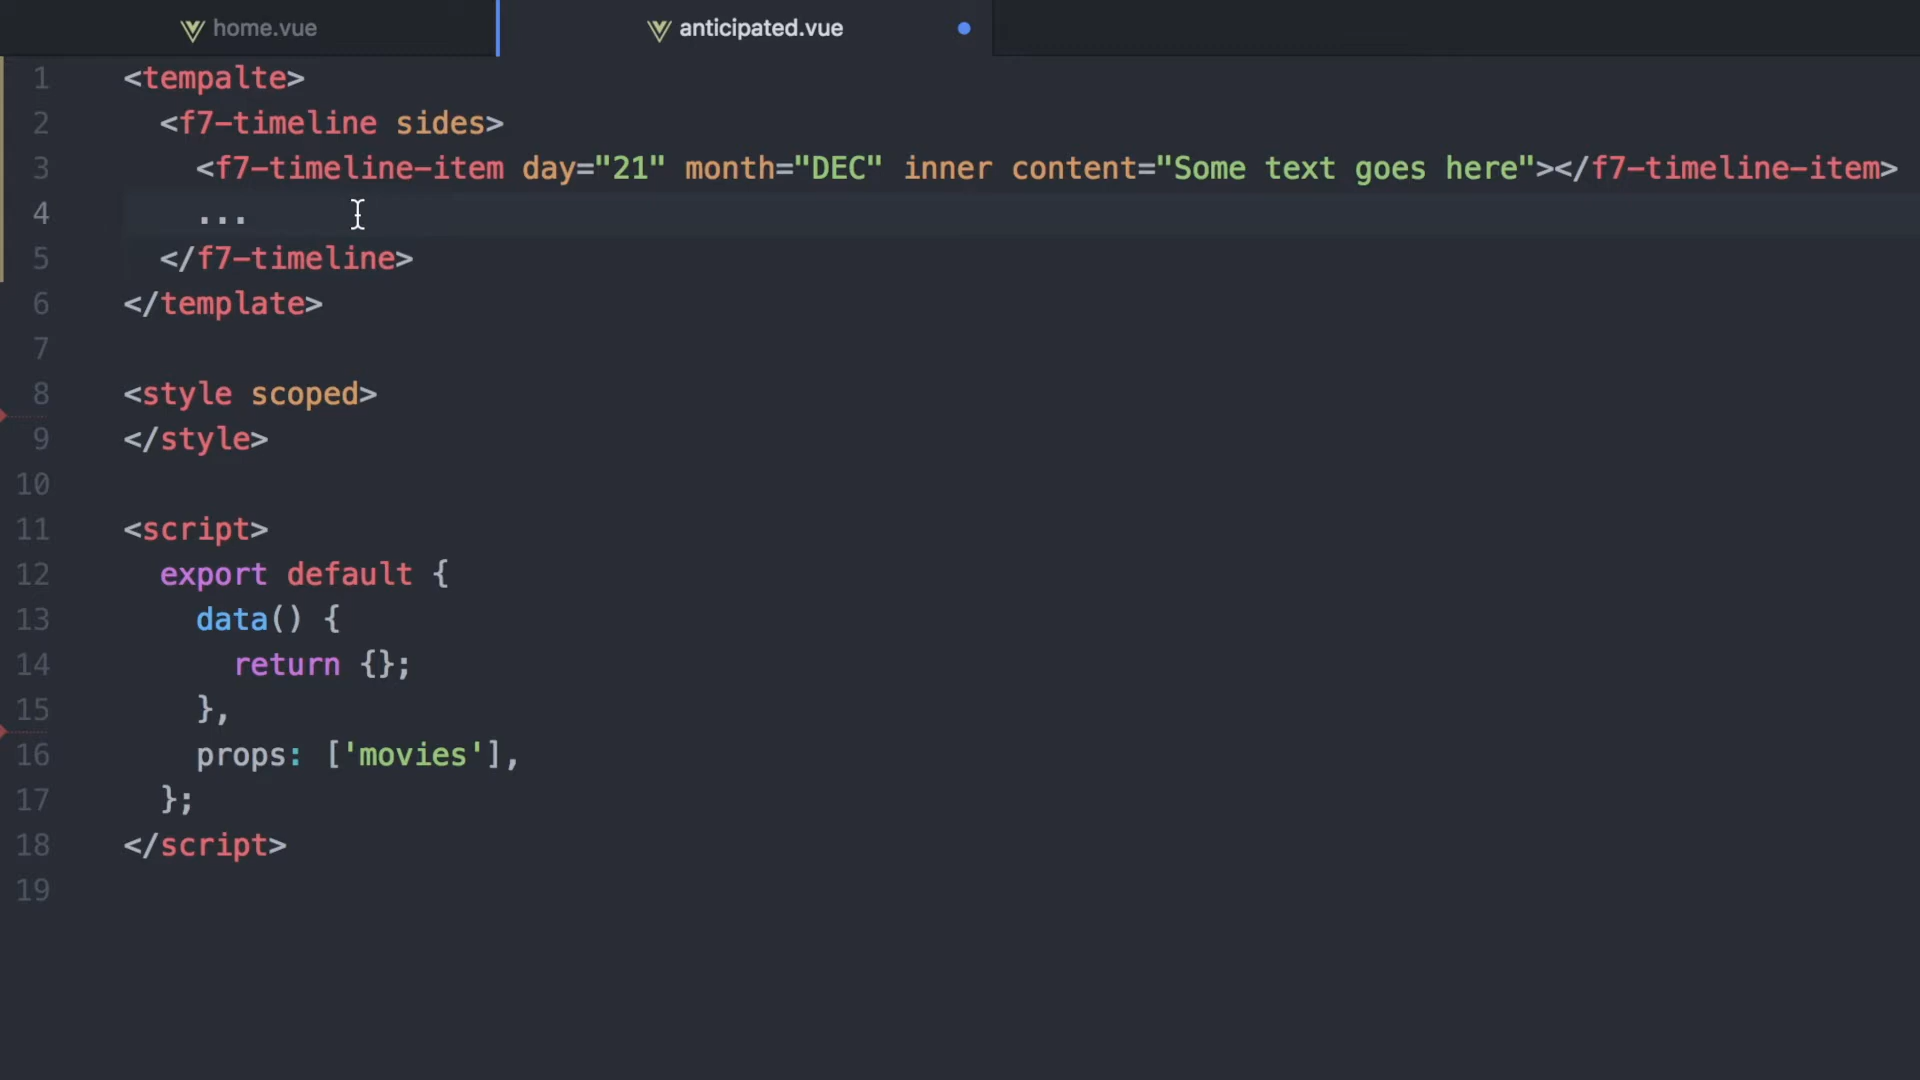 home.vue anticipated.vue
1 <tempalte>
2 <f7-timeline sides>
3 <f7-timeline-item day="21" month="DEC" inner content="Some text goes here"></f7-timeline-item>
4 ...
5 </f7-timeline>
6 </template>
7
8 <style scoped>
9 </style>
10
11 <script>
12 export default {
13 data() {
14 return {};
15 },
16 props: ['movies'],
17 };
18 </script>
19